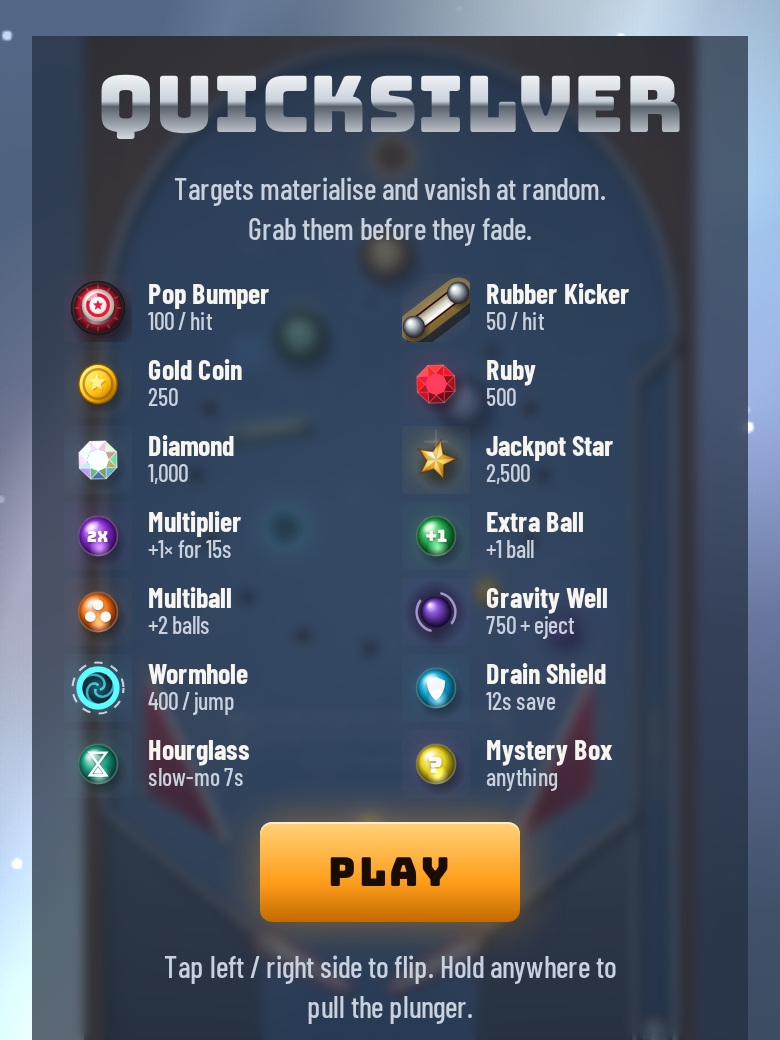 QUICKSILVER
Targets materialise and vanish at random.
Grab them before they fade.
Pop Bumper
100 / hit
Rubber Kicker
50 / hit
Gold Coin
250
Ruby
500
Diamond
1,000
Jackpot Star
2,500
2X
Multiplier
+1× for 15s
+1
Extra Ball
+1 ball
Multiball
+2 balls
Gravity Well
750 + eject
Wormhole
400 / jump
Drain Shield
12s save
Hourglass
slow-mo 7s
?
Mystery Box
anything
PLAY
Tap left / right side to flip. Hold anywhere to
pull the plunger.